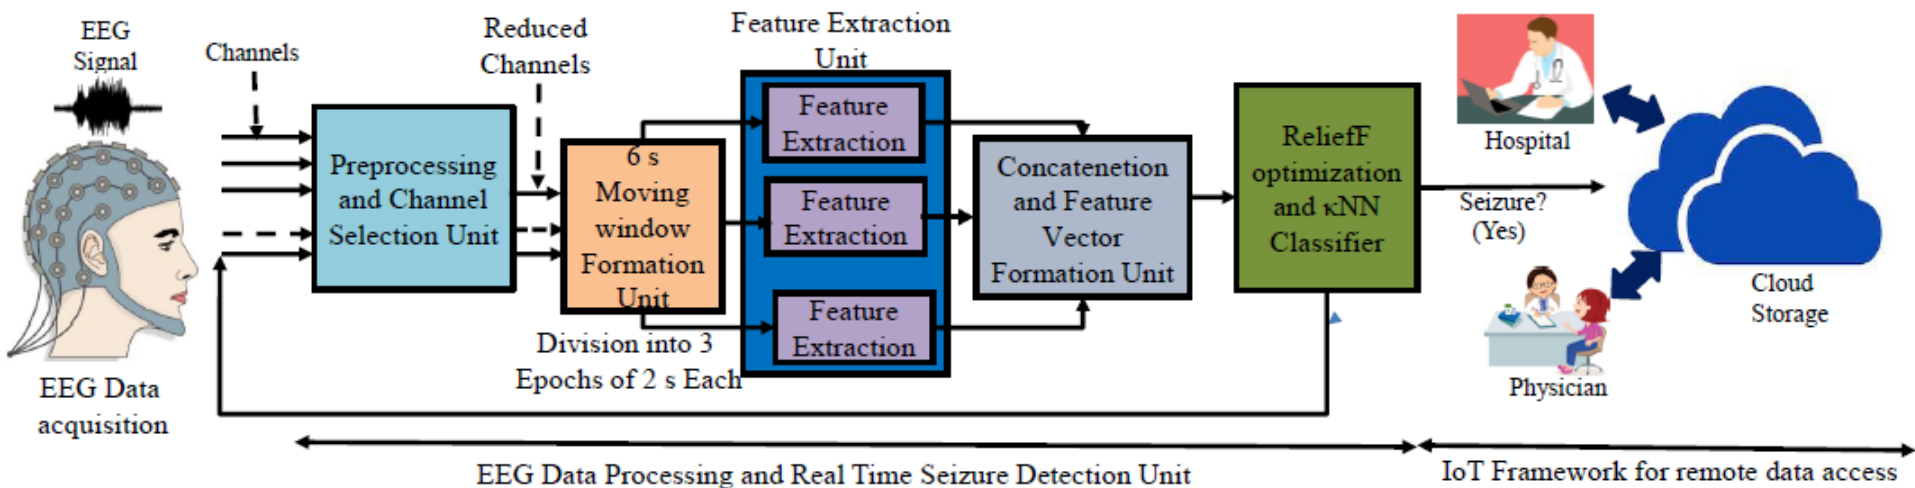 EEG
Signal
Channels
Reduced
Channels
Feature Extraction
Unit
Preprocessing
and Channel
Selection Unit
6 s
Moving
window
Formation
Unit
Feature
Extraction
Feature
Extraction
Feature
Extraction
Concatenetion
and Feature
Vector
Formation Unit
ReliefF
optimization
and κNN
Classifier
Seizure?
(Yes)
Hospital
Physician
Cloud
Storage
Division into 3
Epochs of 2 s Each
EEG Data
acquisition
EEG Data Processing and Real Time Seizure Detection Unit
IoT Framework for remote data access